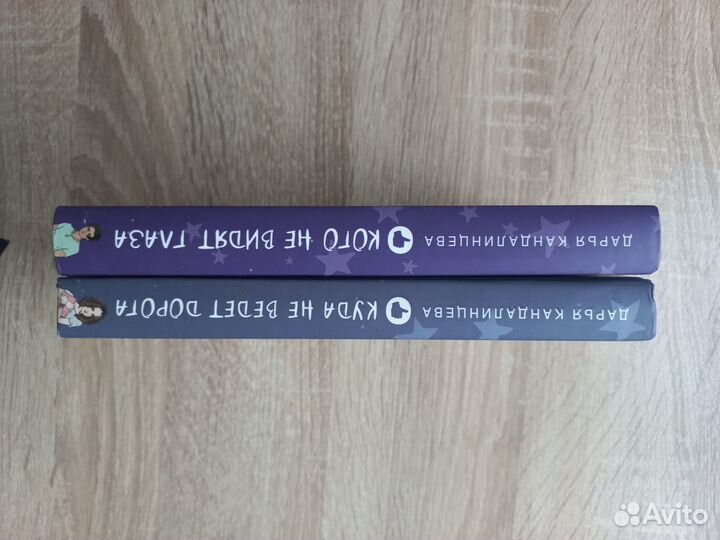 ДАРЬЯ КАНДАЛИНЦЕВА КОГО НЕ ВИДЯТ ГЛАЗА
ДАРЬЯ КАНДАЛИНЦЕВА КУДА НЕ ВЕДЕТ ДОРОГА
Avito